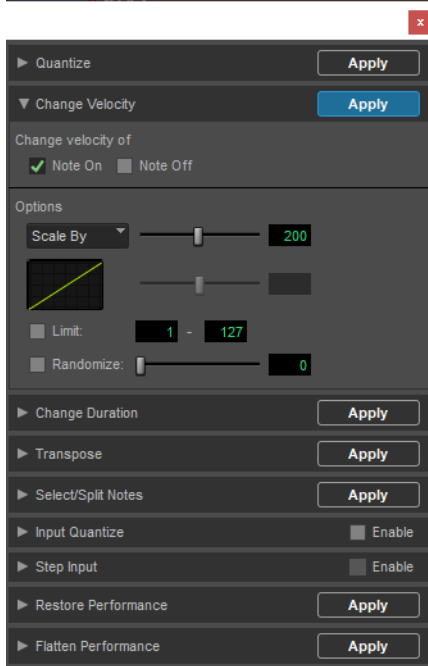 x
Quantize Apply
Change Velocity Apply
Change velocity of
Note On Note Off
Options
Scale By 200
Limit: 1 - 127
Randomize: 0
Change Duration Apply
Transpose Apply
Select/Split Notes Apply
Input Quantize Enable
Step Input Enable
Restore Performance Apply
Flatten Performance Apply